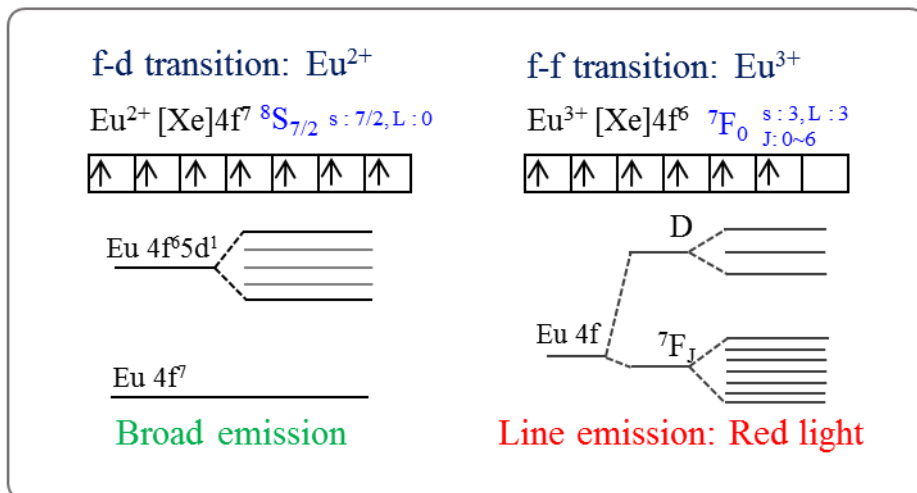 f-d transition: Eu²⁺
Eu²⁺ [Xe]4f⁷ ⁸S₇/₂ s : 7/2, L : 0
Eu 4f⁶5d¹
Eu 4f⁷
Broad emission
f-f transition: Eu³⁺
Eu³⁺ [Xe]4f⁶ ⁷F₀ s : 3, L : 3
J: 0~6
D
Eu 4f
⁷F_J
Line emission: Red light